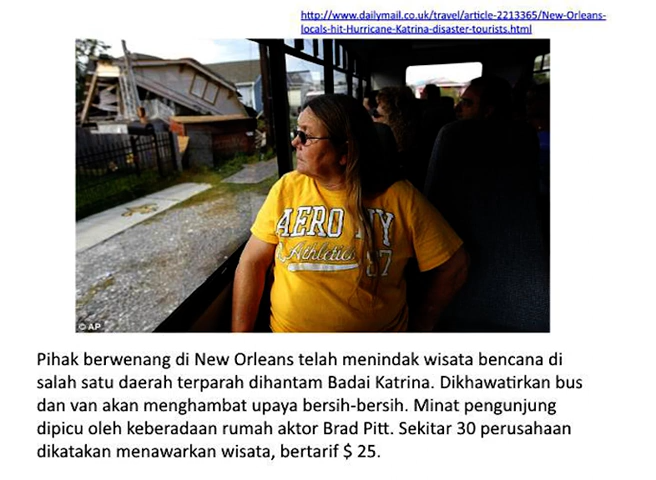 http://www.dailymail.co.uk/travel/article-2213365/New-Orleans-
locals-hit-Hurricane-Katrina-disaster-tourists.html
AERO NY
Athletic
87
© AP
Pihak berwenang di New Orleans telah menindak wisata bencana di
salah satu daerah terparah dihantam Badai Katrina. Dikhawatirkan bus
dan van akan menghambat upaya bersih-bersih. Minat pengunjung
dipicu oleh keberadaan rumah aktor Brad Pitt. Sekitar 30 perusahaan
dikatakan menawarkan wisata, bertarif $ 25.